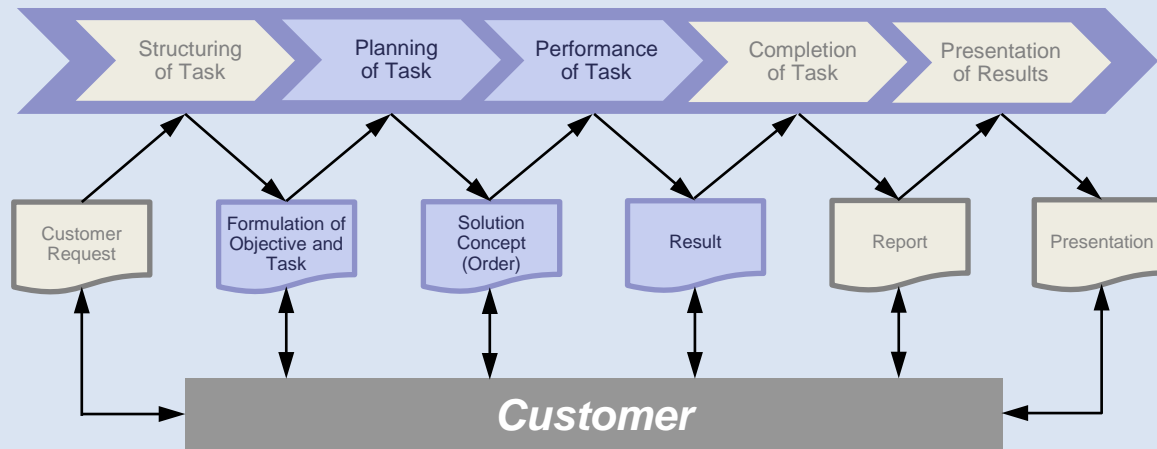 Structuring
of Task
Planning
of Task
Performance
of Task
Completion
of Task
Presentation
of Results
Customer
Request
Formulation of
Objective and
Task
Solution
Concept
(Order)
Result
Report
Presentation
Customer